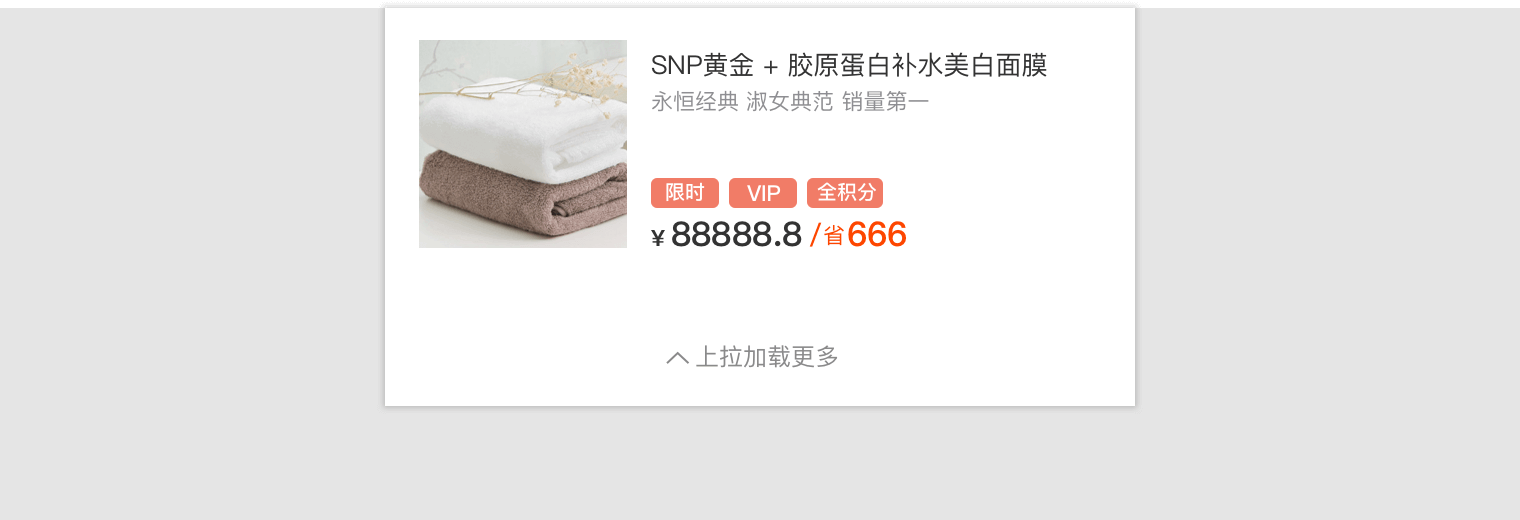 SNP黄金 + 胶原蛋白补水美白面膜
永恒经典 淑女典范 销量第一
限时 VIP 全积分
¥ 88888.8 /省666
上拉加载更多